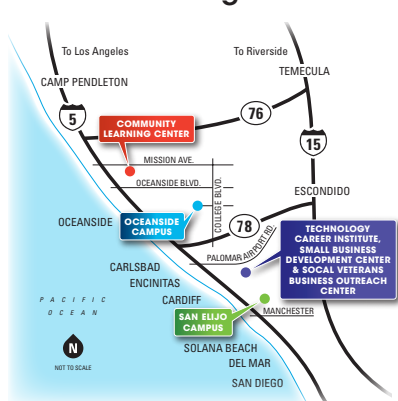 To Los Angeles
To Riverside
TEMECULA
CAMP PENDLETON
5
76
15
COMMUNITY
LEARNING CENTER
MISSION AVE.
OCEANSIDE BLVD.
COLLEGE BLVD.
ESCONDIDO
OCEANSIDE
OCEANSIDE
CAMPUS
78
PALOMAR AIRPORT RD.
TECHNOLOGY
CAREER INSTITUTE,
SMALL BUSINESS
DEVELOPMENT CENTER
& SOCAL VETERANS
BUSINESS OUTREACH
CENTER
CARLSBAD
ENCINITAS
CARDIFF
PACIFIC
OCEAN
SAN ELIJO
CAMPUS
MANCHESTER
N
NOT TO SCALE
SOLANA BEACH
DEL MAR
SAN DIEGO